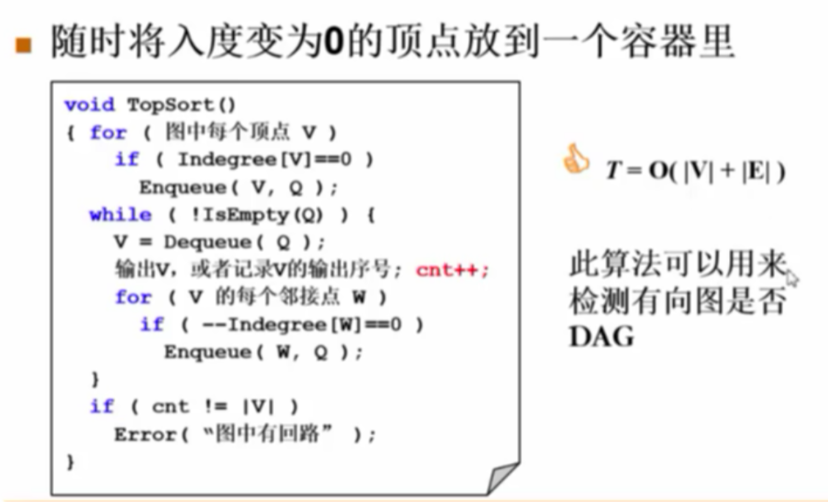 随时将入度变为0的顶点放到一个容器里
void TopSort()
{ for ( 图中每个顶点 V )
if ( Indegree[V]==0 )
Enqueue( V, Q );
while ( !IsEmpty(Q) ) {
V = Dequeue( Q );
输出V，或者记录V的输出序号; cnt++;
for ( V 的每个邻接点 W )
if ( --Indegree[W]==0 )
Enqueue( W, Q );
}
if ( cnt != |V| )
Error( “图中有回路” );
}
T = O( |V| + |E| )
此算法可以用来
检测有向图是否
DAG